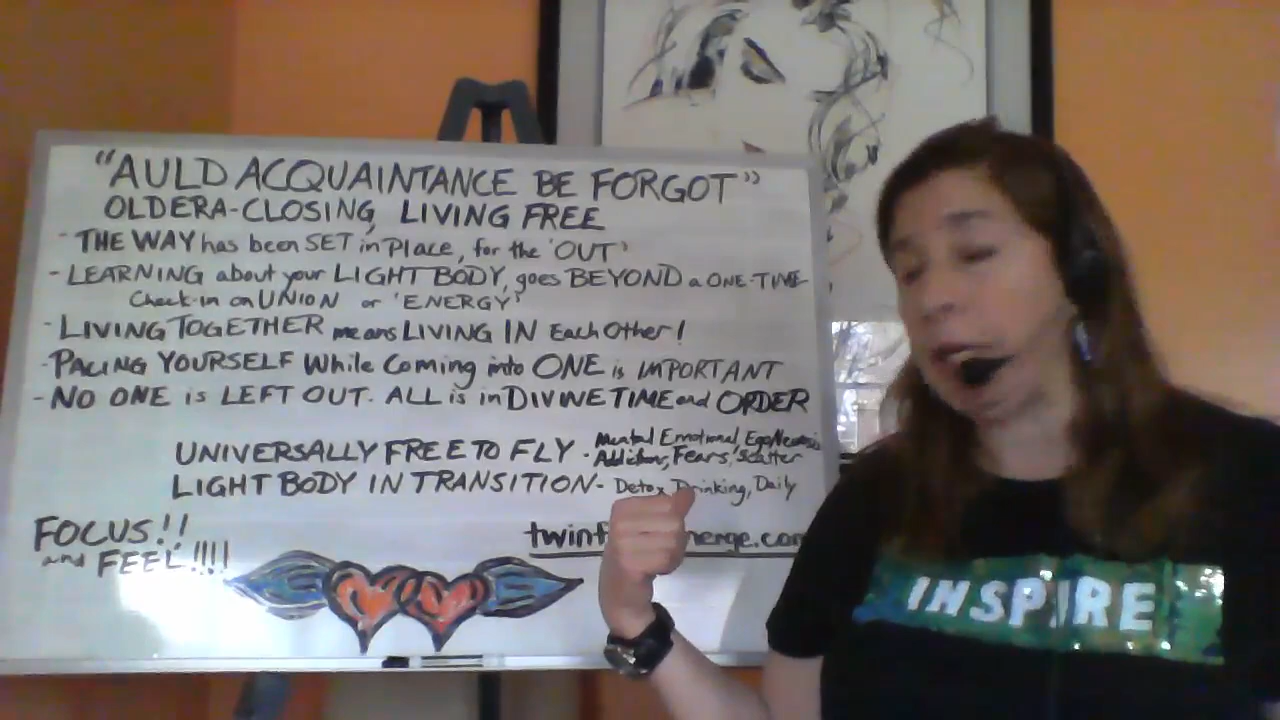 "AULD ACQUAINTANCE BE FORGOT"
OLD ERA-CLOSING, LIVING FREE
- THE WAY has been SET in Place, for the 'OUT'
- LEARNING about your LIGHT BODY, goes BEYOND a ONE-TIME
Check-in on UNION or 'ENERGY'
- LIVING TOGETHER means LIVING IN Each Other!
- PACING YOURSELF While Coming into ONE is IMPORTANT
- NO ONE is LEFT OUT. ALL is in DIVINE TIME and ORDER
UNIVERSALLY FREE TO FLY - Mental, Emotional, Ego
Addiction, Fears, Scatter
LIGHT BODY IN TRANSITION - Detox Drinking, Daily
FOCUS!!
and FEEL!!!!
INSPIRE